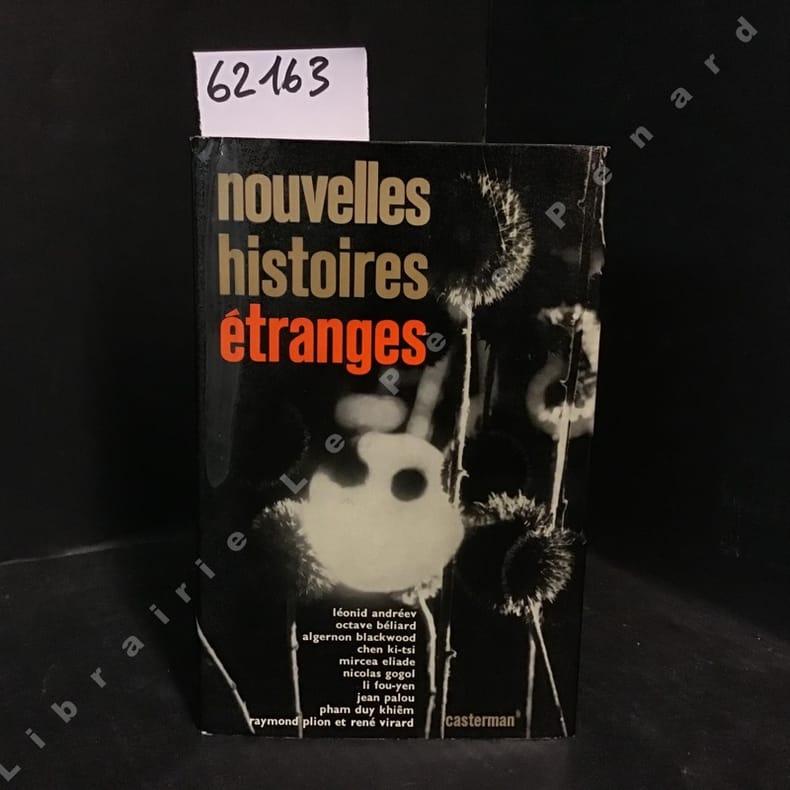 62163
nouvelles
histoires
étranges
léonid andréev
octave béliard
algernon blackwood
chen ki-tsi
mircea eliade
nicolas gogol
li fou-yen
jean palou
pham duy khiêm
raymond plion et rené virard
casterman
Librairie Le Père Pénard